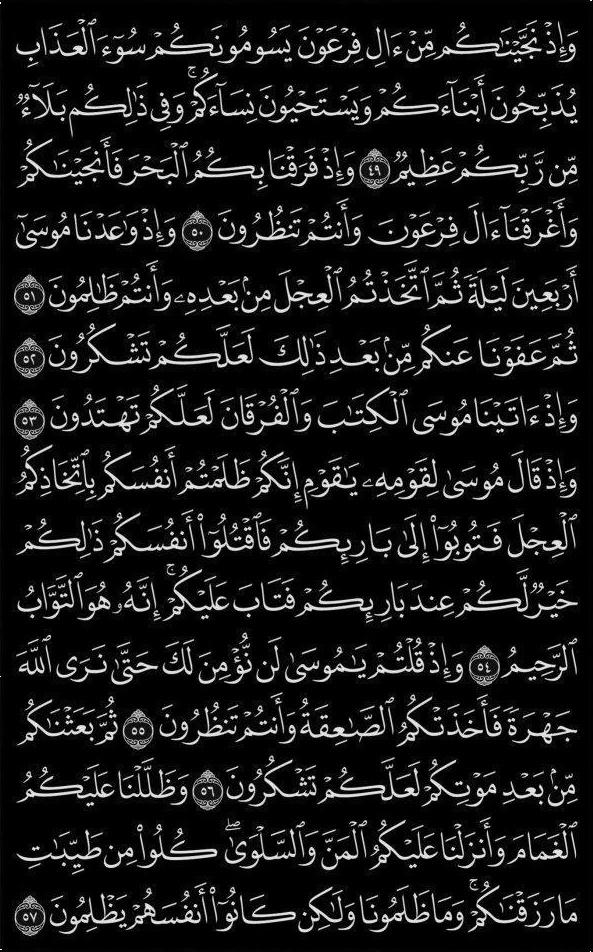 وَإِذْ نَجَّيْنَٰكُم مِّنْ ءَالِ فِرْعَوْنَ يَسُومُونَكُمْ سُوٓءَ ٱلْعَذَابِ
يُذَبِّحُونَ أَبْنَآءَكُمْ وَيَسْتَحْيُونَ نِسَآءَكُمْ ۚ وَفِى ذَٰلِكُم بَلَآءٌ
مِّن رَّبِّكُمْ عَظِيمٌ ٤٩ وَإِذْ فَرَقْنَا بِكُمُ ٱلْبَحْرَ فَأَنجَيْنَٰكُمْ
وَأَغْرَقْنَآ ءَالَ فِرْعَوْنَ وَأَنتُمْ تَنظُرُونَ ٥٠ وَإِذْ وَٰعَدْنَا مُوسَىٰٓ
أَرْبَعِينَ لَيْلَةً ثُمَّ ٱتَّخَذْتُمُ ٱلْعِجْلَ مِنۢ بَعْدِهِۦ وَأَنتُمْ ظَٰلِمُونَ ٥١
ثُمَّ عَفَوْنَا عَنكُم مِّنۢ بَعْدِ ذَٰلِكَ لَعَلَّكُمْ تَشْكُرُونَ ٥٢
وَإِذْ ءَاتَيْنَا مُوسَى ٱلْكِتَٰبَ وَٱلْفُرْقَانَ لَعَلَّكُمْ تَهْتَدُونَ ٥٣
وَإِذْ قَالَ مُوسَىٰ لِقَوْمِهِۦ يَٰقَوْمِ إِنَّكُمْ ظَلَمْتُمْ أَنفُسَكُم بِٱتِّخَاذِكُمُ
ٱلْعِجْلَ فَتُوبُوٓا۟ إِلَىٰ بَارِئِكُمْ فَٱقْتُلُوٓا۟ أَنفُسَكُمْ ذَٰلِكُمْ
خَيْرٌ لَّكُمْ عِندَ بَارِئِكُمْ فَتَابَ عَلَيْكُمْ ۚ إِنَّهُۥ هُوَ ٱلتَّوَّابُ
ٱلرَّحِيمُ ٥٤ وَإِذْ قُلْتُمْ يَٰمُوسَىٰ لَن نُّؤْمِنَ لَكَ حَتَّىٰ نَرَى ٱللَّهَ
جَهْرَةً فَأَخَذَتْكُمُ ٱلصَّٰعِقَةُ وَأَنتُمْ تَنظُرُونَ ٥٥ ثُمَّ بَعَثْنَٰكُم
مِّنۢ بَعْدِ مَوْتِكُمْ لَعَلَّكُمْ تَشْكُرُونَ ٥٦ وَظَلَّلْنَا عَلَيْكُمُ
ٱلْغَمَامَ وَأَنزَلْنَا عَلَيْكُمُ ٱلْمَنَّ وَٱلسَّلْوَىٰ ۖ كُلُوا۟ مِن طَيِّبَٰتِ
مَا رَزَقْنَٰكُمْ ۚ وَمَا ظَلَمُونَا وَلَٰكِن كَانُوٓا۟ أَنفُسَهُمْ يَظْلِمُونَ ٥٧